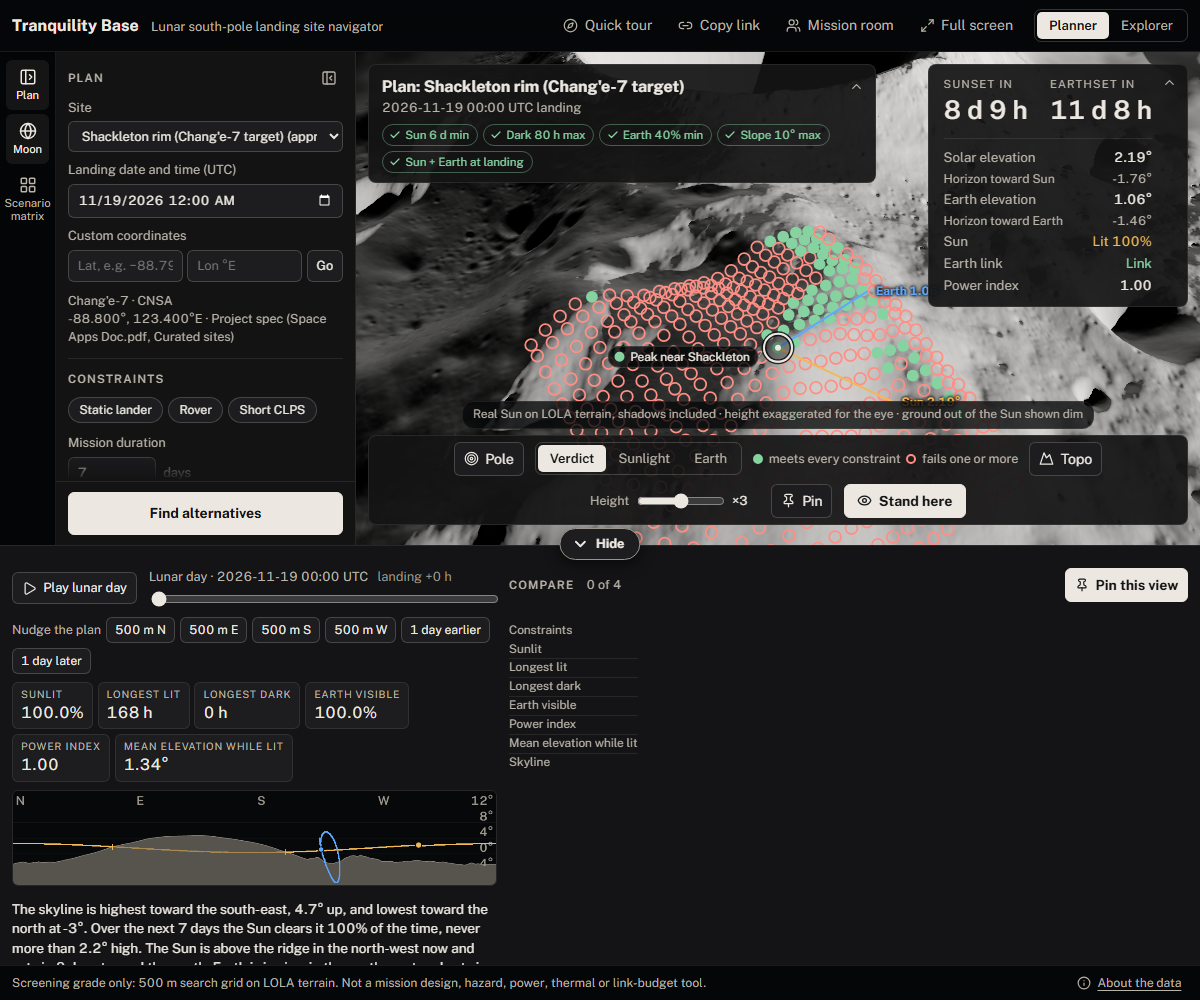 Tranquility Base Lunar south-pole landing site navigator Quick tour Copy link Mission room Full screen Planner Explorer
Plan
Moon
Scenario
matrix
PLAN
Site
Shackleton rim (Chang'e-7 target) (appr
Landing date and time (UTC)
11/19/2026 12:00 AM
Custom coordinates
Lat, e.g. −88.79 Lon °E Go
Chang'e-7 · CNSA
-88.800°, 123.400°E · Project spec (Space
Apps Doc.pdf, Curated sites)
CONSTRAINTS
Static lander Rover Short CLPS
Mission duration
7 days
Find alternatives
Plan: Shackleton rim (Chang'e-7 target)
2026-11-19 00:00 UTC landing
Sun 6 d min Dark 80 h max Earth 40% min Slope 10° max
Sun + Earth at landing
SUNSET IN EARTHSET IN
8 d 9 h 11 d 8 h
Solar elevation 2.19°
Horizon toward Sun -1.76°
Earth elevation 1.06°
Horizon toward Earth -1.46°
Sun Lit 100%
Earth link Link
Power index 1.00
Earth 1.0
Peak near Shackleton
Sun 2.19°
Real Sun on LOLA terrain, shadows included · height exaggerated for the eye · ground out of the Sun shown dim
Pole Verdict Sunlight Earth meets every constraint fails one or more Topo
Height ×3 Pin Stand here
Hide
Play lunar day Lunar day · 2026-11-19 00:00 UTC landing +0 h
Nudge the plan 500 m N 500 m E 500 m S 500 m W 1 day earlier
1 day later
SUNLIT LONGEST LIT LONGEST DARK EARTH VISIBLE
100.0% 168 h 0 h 100.0%
POWER INDEX MEAN ELEVATION WHILE LIT
1.00 1.34°
N E S W 12°
8°
4°
0°
4°
The skyline is highest toward the south-east, 4.7° up, and lowest toward the
north at -3°. Over the next 7 days the Sun clears it 100% of the time, never
more than 2.2° high. The Sun is above the ridge in the north-west now and
COMPARE 0 of 4 Pin this view
Constraints
Sunlit
Longest lit
Longest dark
Earth visible
Power index
Mean elevation while lit
Skyline
Screening grade only: 500 m search grid on LOLA terrain. Not a mission design, hazard, power, thermal or link-budget tool. About the data